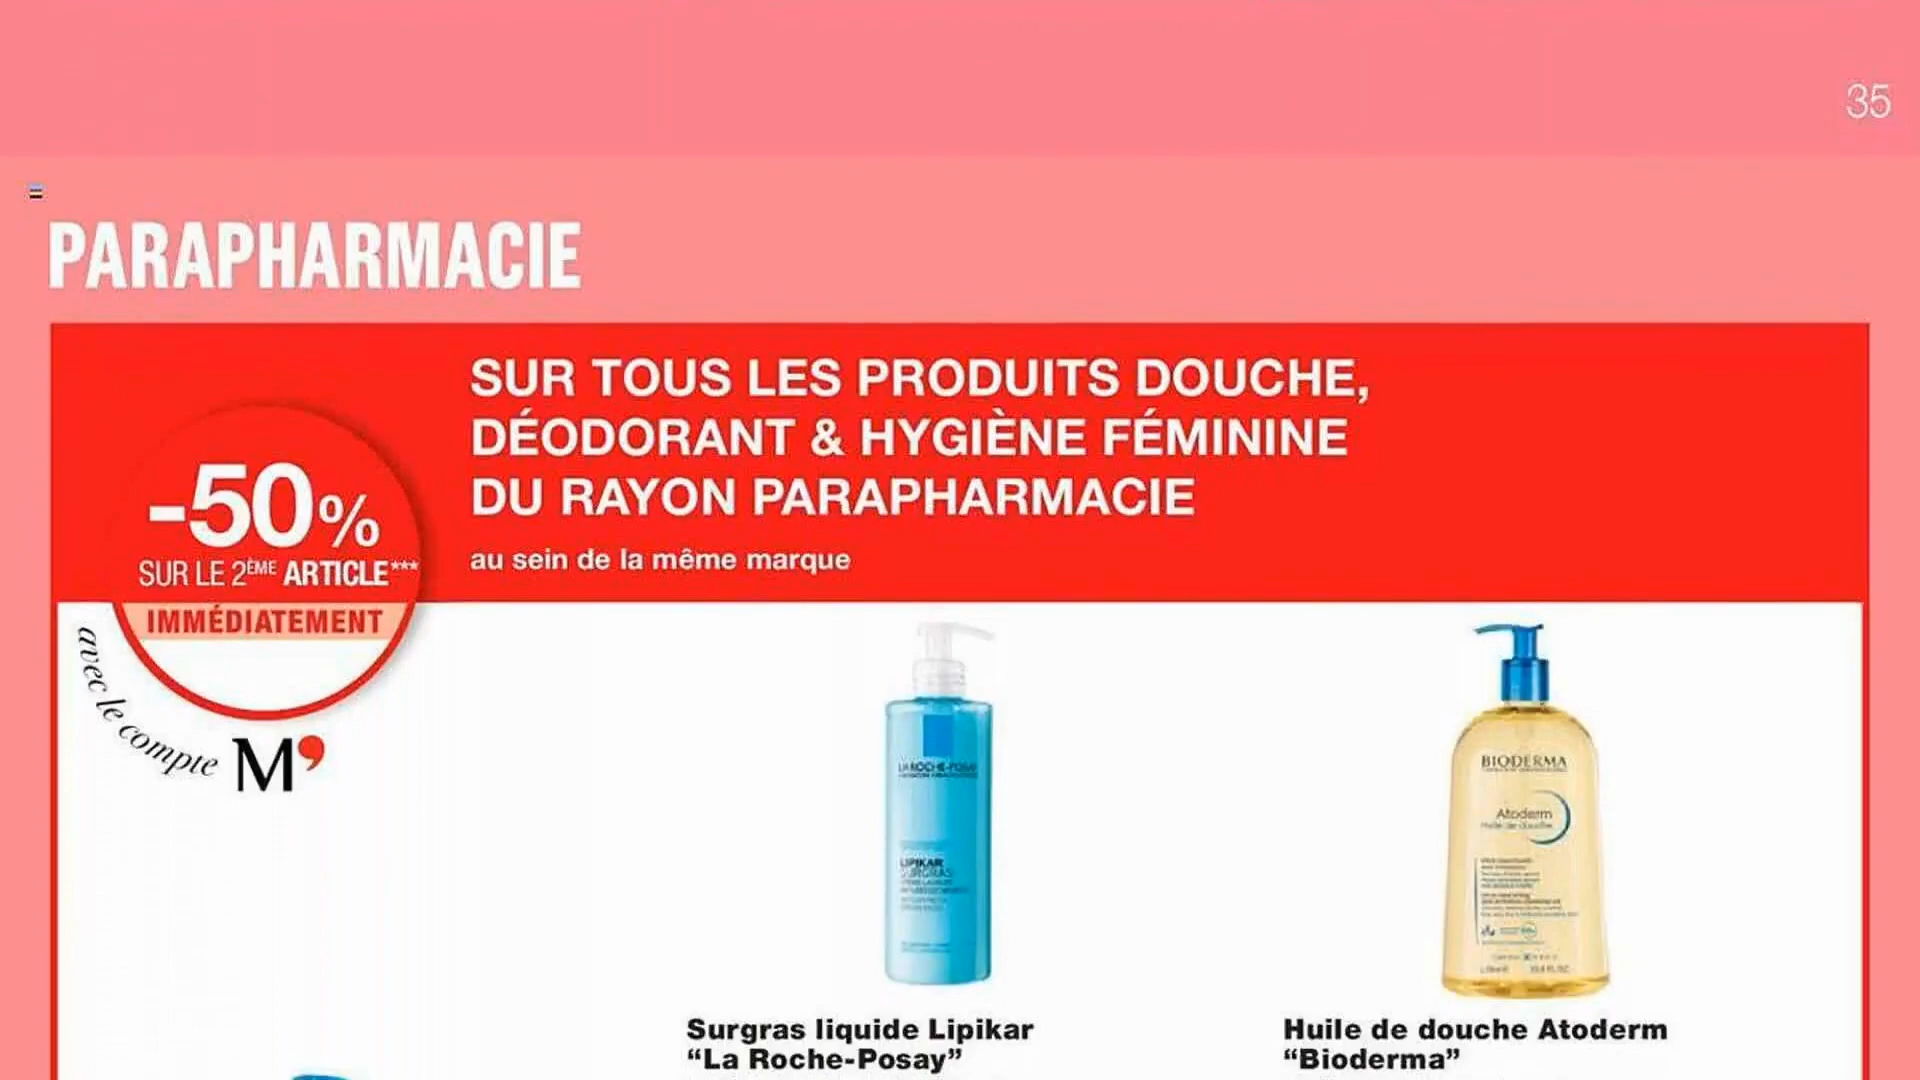 35
PARAPHARMACIE
SUR TOUS LES PRODUITS DOUCHE,
DÉODORANT & HYGIÈNE FÉMININE
DU RAYON PARAPHARMACIE
au sein de la même marque
-50%
SUR LE 2ÈME ARTICLE***
IMMÉDIATEMENT
avec le compte M'
LA ROCHE-POSAY
LIPIKAR
SURGRAS
BIODERMA
Atoderm
Huile de douche
Surgras liquide Lipikar
“La Roche-Posay”
Huile de douche Atoderm
“Bioderma”